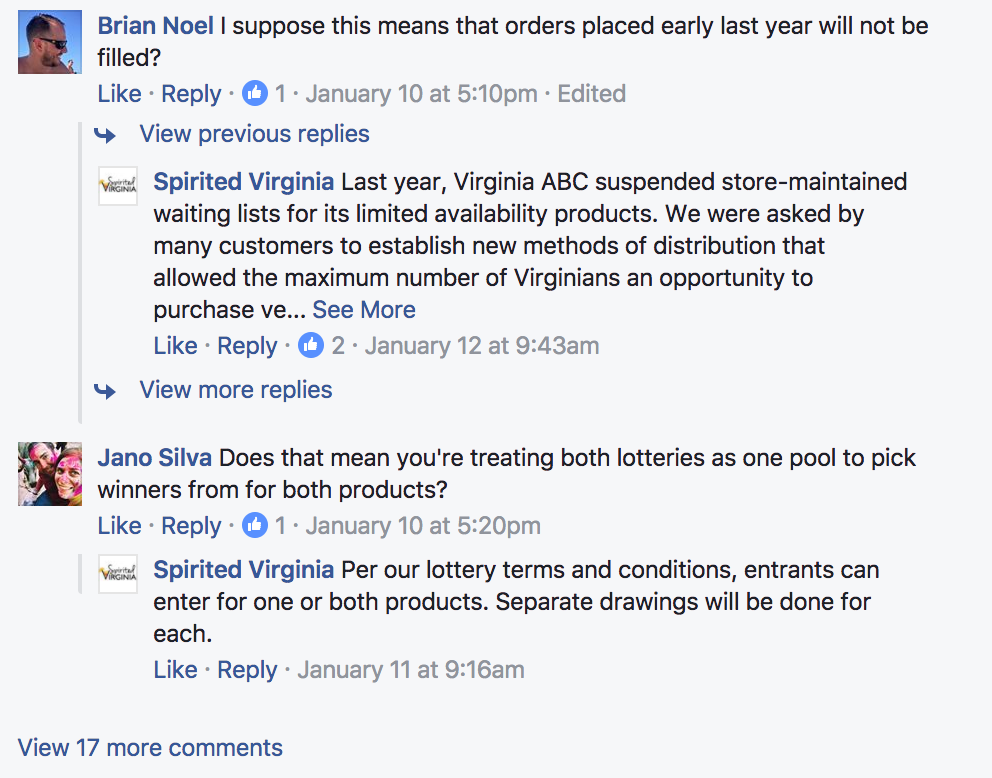 Brian Noel I suppose this means that orders placed early last year will not be
filled?
Like · Reply · 1 · January 10 at 5:10pm · Edited
View previous replies
Spirited
VIRGINIA
Spirited Virginia Last year, Virginia ABC suspended store-maintained
waiting lists for its limited availability products. We were asked by
many customers to establish new methods of distribution that
allowed the maximum number of Virginians an opportunity to
purchase ve... See More
Like · Reply · 2 · January 12 at 9:43am
View more replies
Jano Silva Does that mean you're treating both lotteries as one pool to pick
winners from for both products?
Like · Reply · 1 · January 10 at 5:20pm
Spirited
VIRGINIA
Spirited Virginia Per our lottery terms and conditions, entrants can
enter for one or both products. Separate drawings will be done for
each.
Like · Reply · January 11 at 9:16am
View 17 more comments